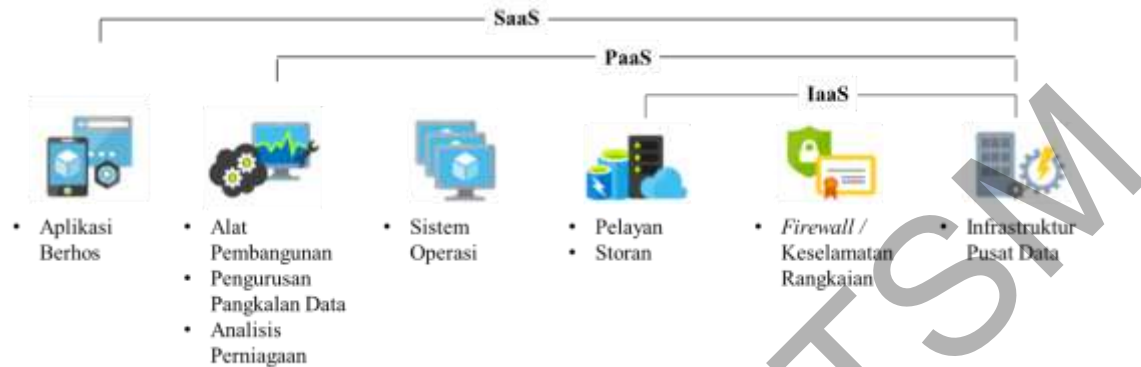 SaaS
PaaS
IaaS
• Aplikasi
Berhos
• Alat
Pembangunan
• Pengurusan
Pangkalan Data
• Analisis
Perniagaan
• Sistem
Operasi
• Pelayan
• Storan
• Firewall /
Keselamatan
Rangkaian
• Infrastruktur
Pusat Data
TSM